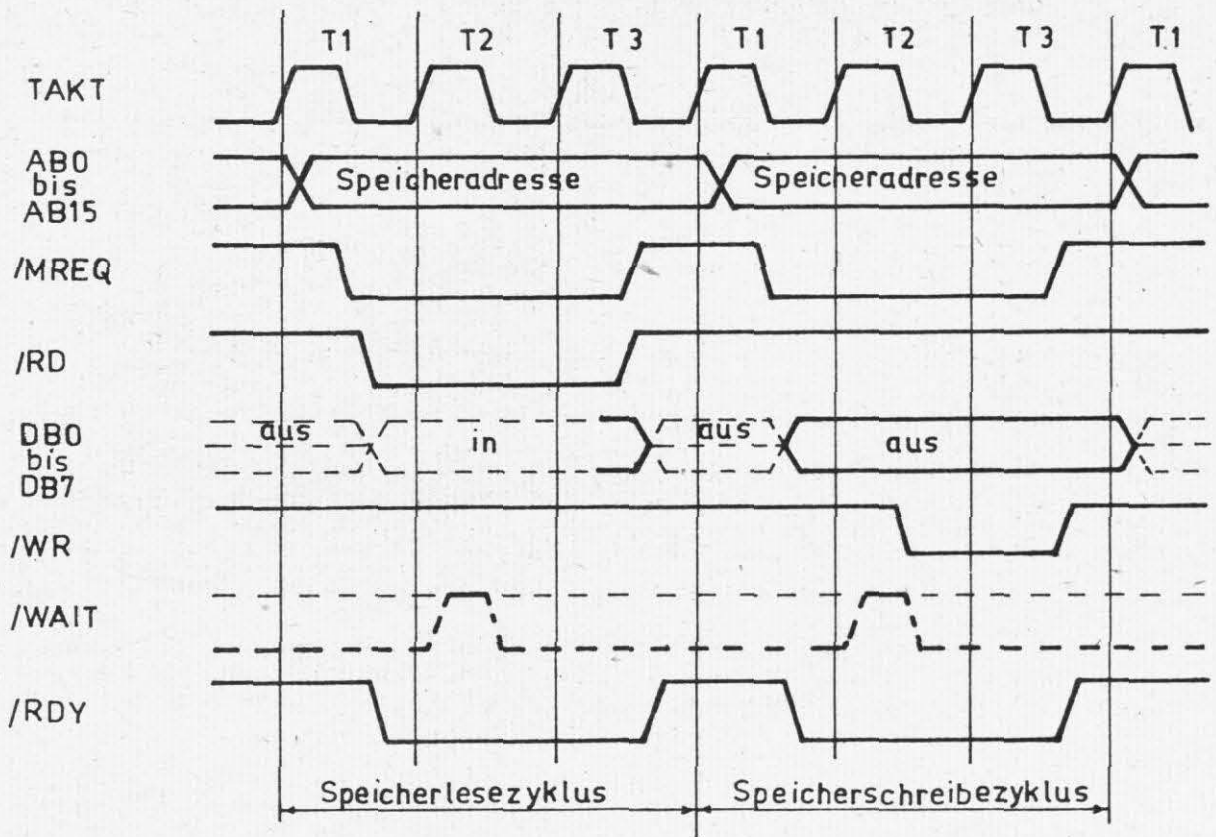 T1 T2 T3 T1 T2 T3 T1
TAKT
AB0
bis
AB15
Speicheradresse Speicheradresse
/MREQ
/RD
DB0
bis
DB7
aus in aus aus
/WR
/WAIT
/RDY
Speicherlesezyklus Speicherschreibezyklus